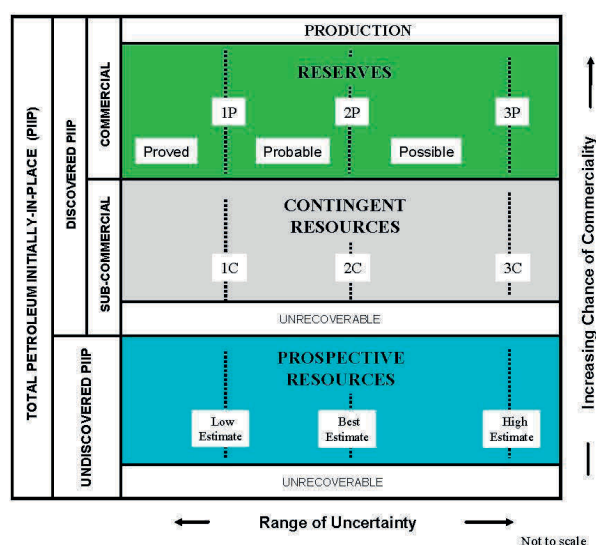 TOTAL PETROLEUM INITIALLY-IN-PLACE (PIIP)
DISCOVERED PIIP
COMMERCIAL
PRODUCTION
RESERVES
1P
2P
3P
Proved
Probable
Possible
SUB-COMMERCIAL
CONTINGENT
RESOURCES
1C
2C
3C
UNRECOVERABLE
UNDISCOVERED PIIP
PROSPECTIVE
RESOURCES
Low
Estimate
Best
Estimate
High
Estimate
UNRECOVERABLE
Increasing Chance of Commerciality
Range of Uncertainty
Not to scale